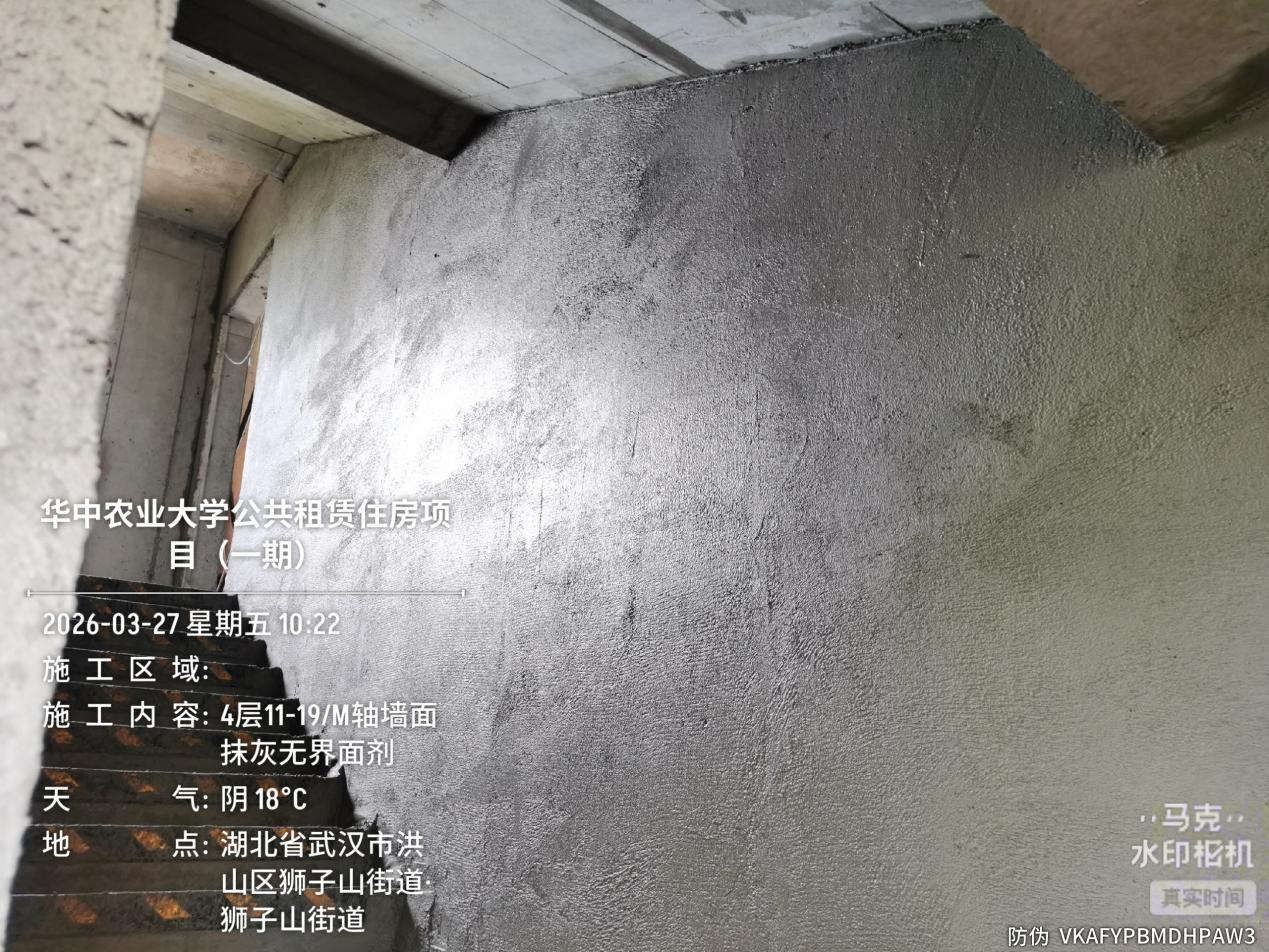 华中农业大学公共租赁住房项
目（一期）
2026-03-27 星期五 10:22
施工区域:
施工内容: 4层11-19/M轴墙面
抹灰无界面剂
天气: 阴 18°C
地点: 湖北省武汉市洪
山区狮子山街道·
狮子山街道
马克
水印相机
真实时间
防伪 VKAFYPBMDHPAW3